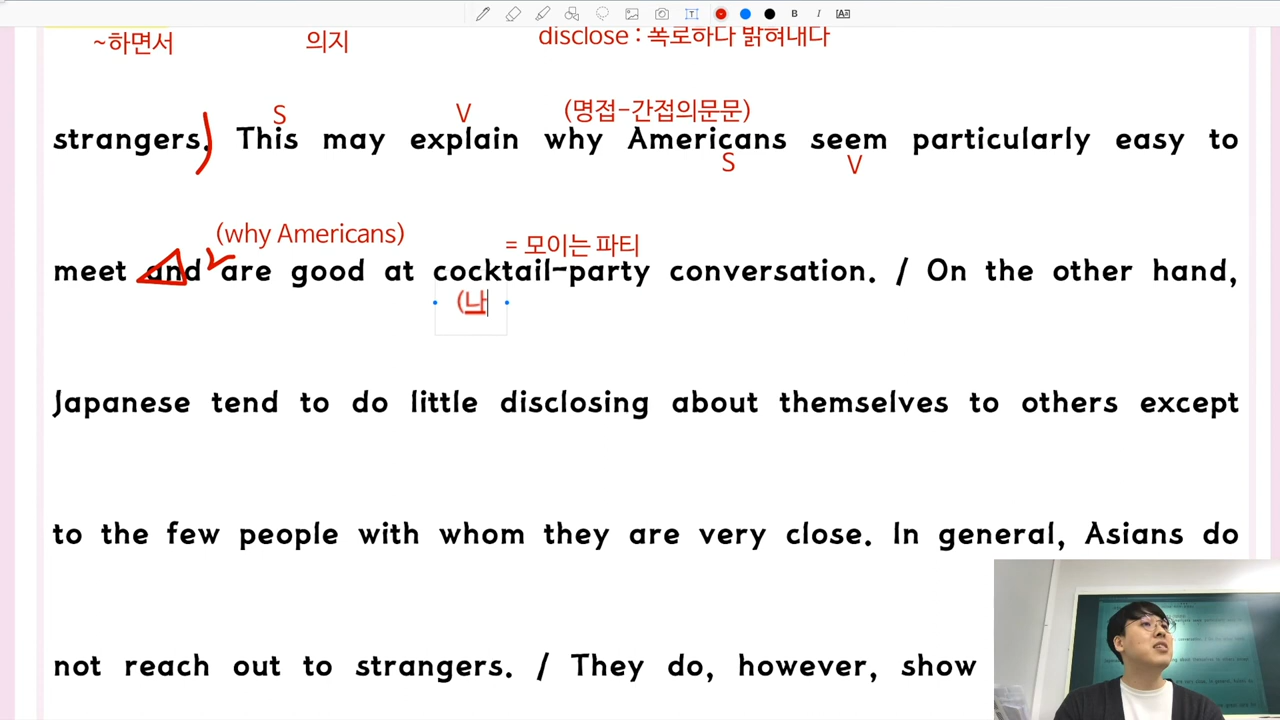 B I [A]
~하면서 의지 disclose : 폭로하다 밝혀내다
S V (명접-간접의문문)
strangers.) This may explain why Americans seem particularly easy to
S V
(why Americans) = 모이는 파티
meet and are good at cocktail-party conversation. / On the other hand,
(나
Japanese tend to do little disclosing about themselves to others except
to the few people with whom they are very close. In general, Asians do
not reach out to strangers. / They do, however, show